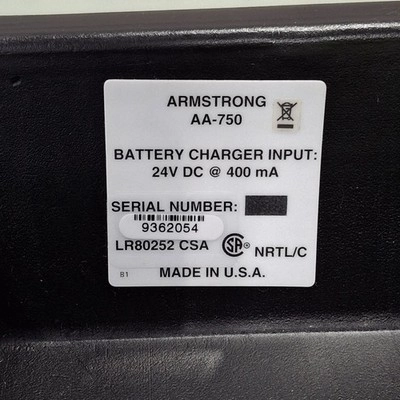 ARMSTRONG
AA-750
BATTERY CHARGER INPUT:
24V DC @ 400 mA
SERIAL NUMBER:
9362054
LR80252 CSA SA NRTL/C
B1 MADE IN U.S.A.